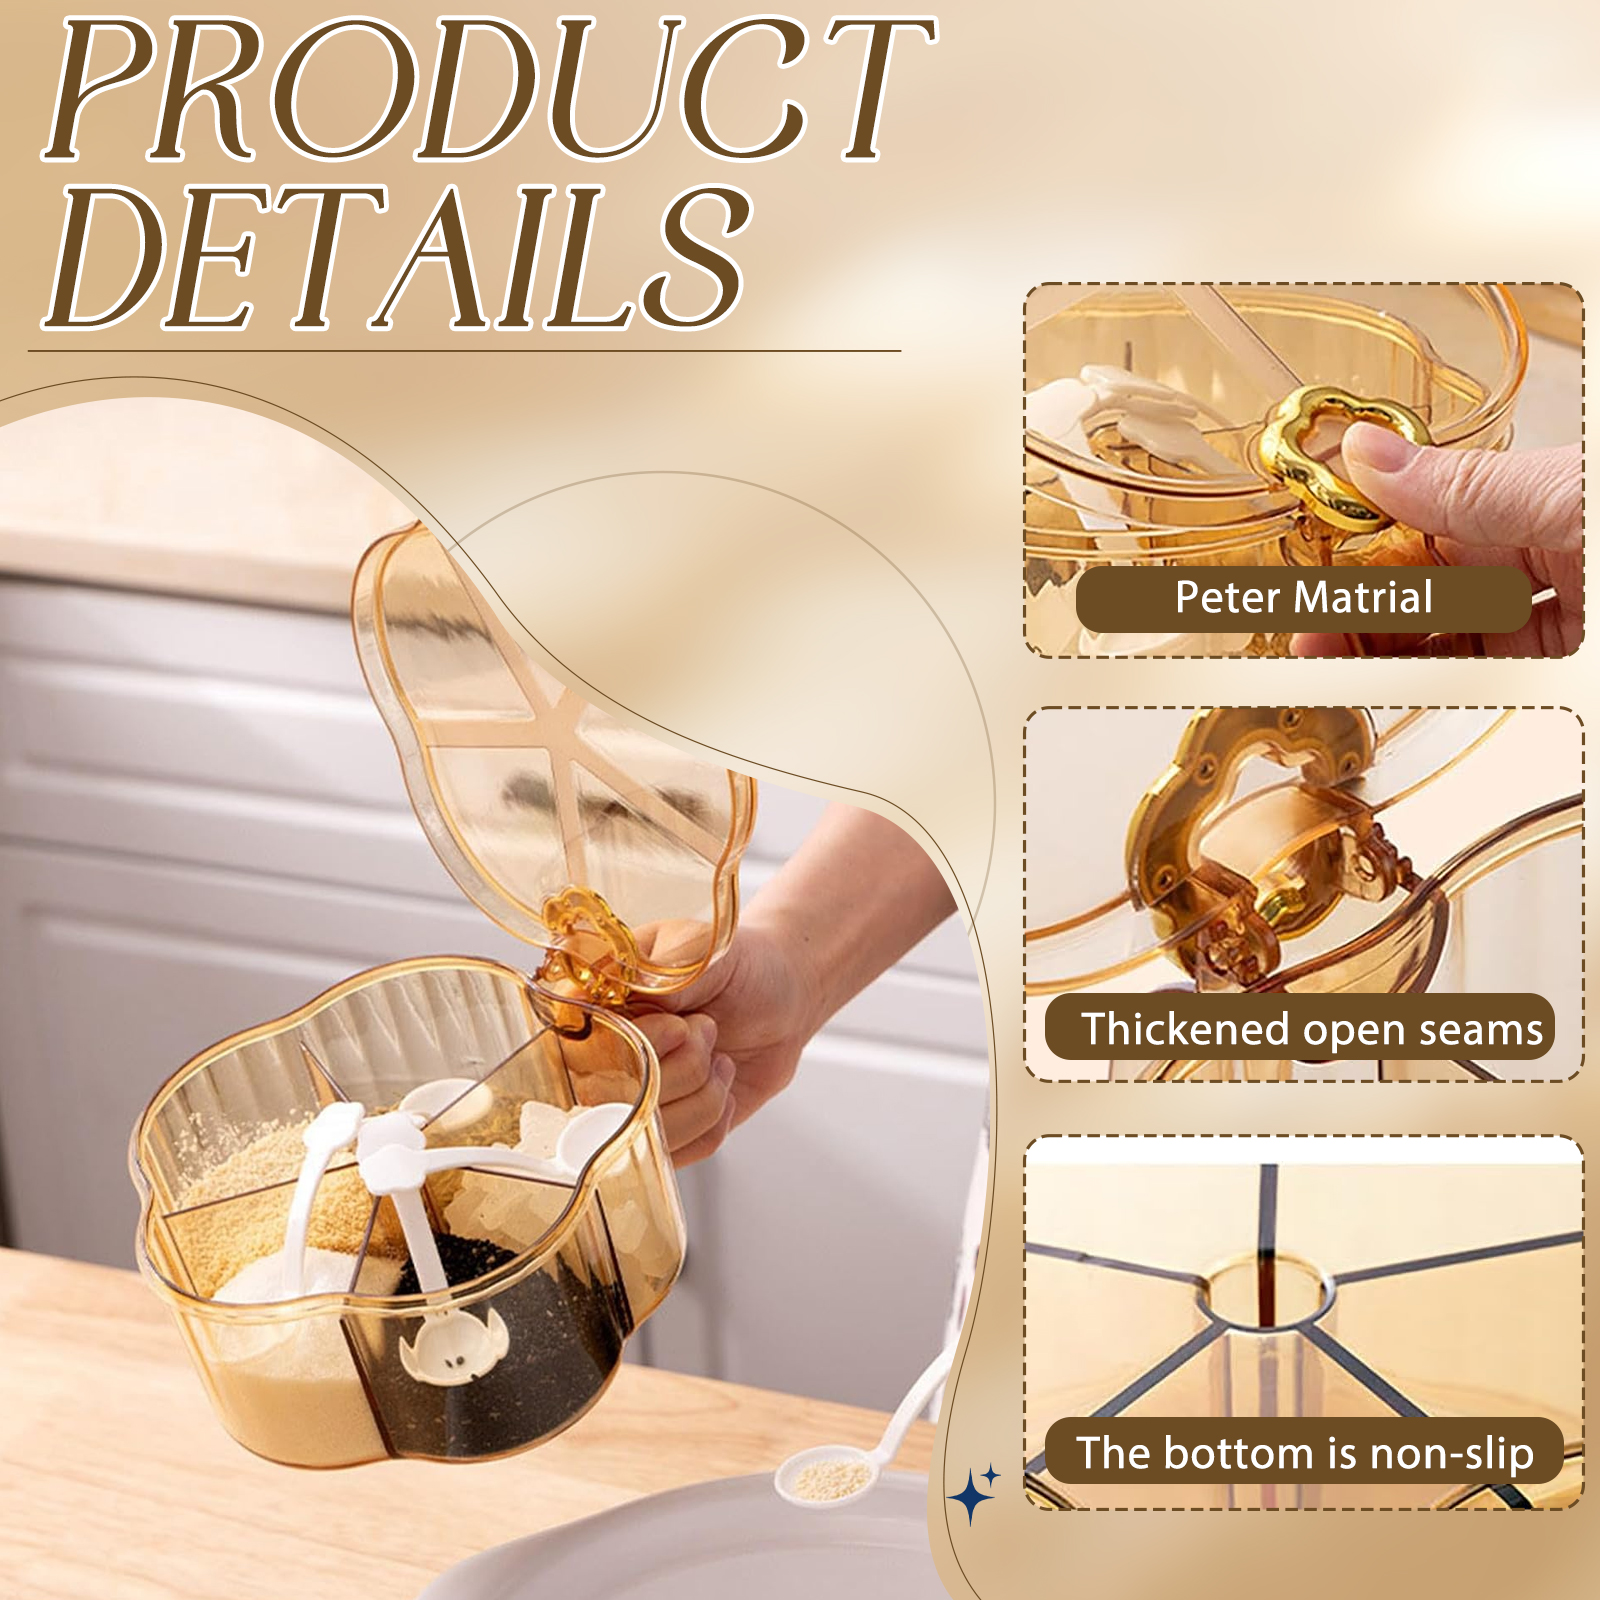 PRODUCT
DETAILS
Peter Matrial
Thickened open seams
The bottom is non-slip